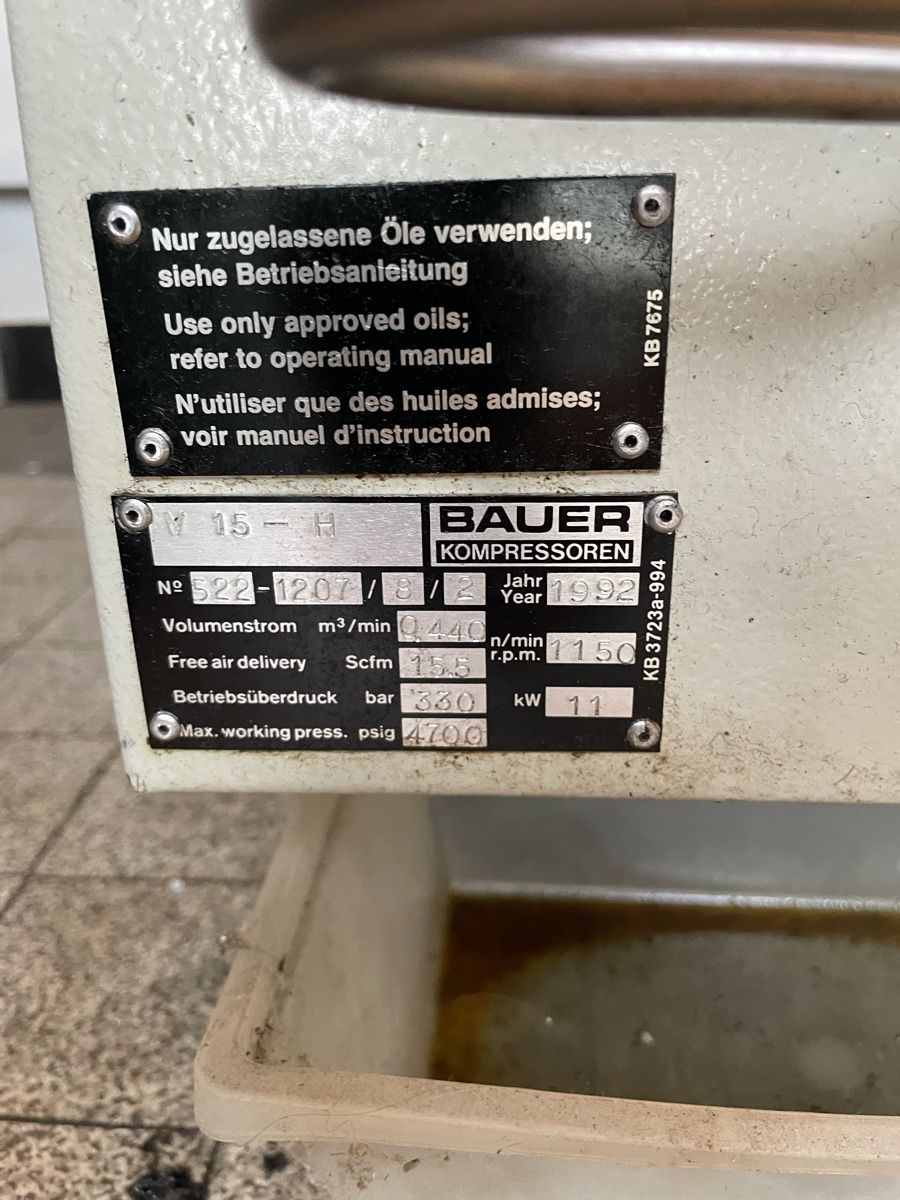 Nur zugelassene Öle verwenden;
siehe Betriebsanleitung
Use only approved oils;
refer to operating manual
N'utiliser que des huiles admises;
voir manuel d'instruction
KB 7675
V 15 - H
BAUER
KOMPRESSOREN
Nº 522-1207 / 8 / 2 Jahr Year 1992
Volumenstrom m³/min 0,440
n/min r.p.m. 1150
Free air delivery Scfm 15.5
Betriebsüberdruck bar 330 kW 11
Max. working press. psig 4700
KB 3723a-994